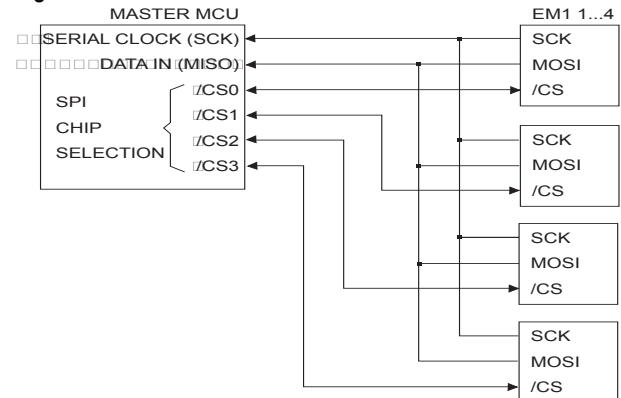 MASTER MCU
SERIAL CLOCK (SCK)
DATA IN (MISO)
SPI
CHIP
SELECTION
/CS0
/CS1
/CS2
/CS3
EM1 1...4
SCK
MOSI
/CS
SCK
MOSI
/CS
SCK
MOSI
/CS
SCK
MOSI
/CS